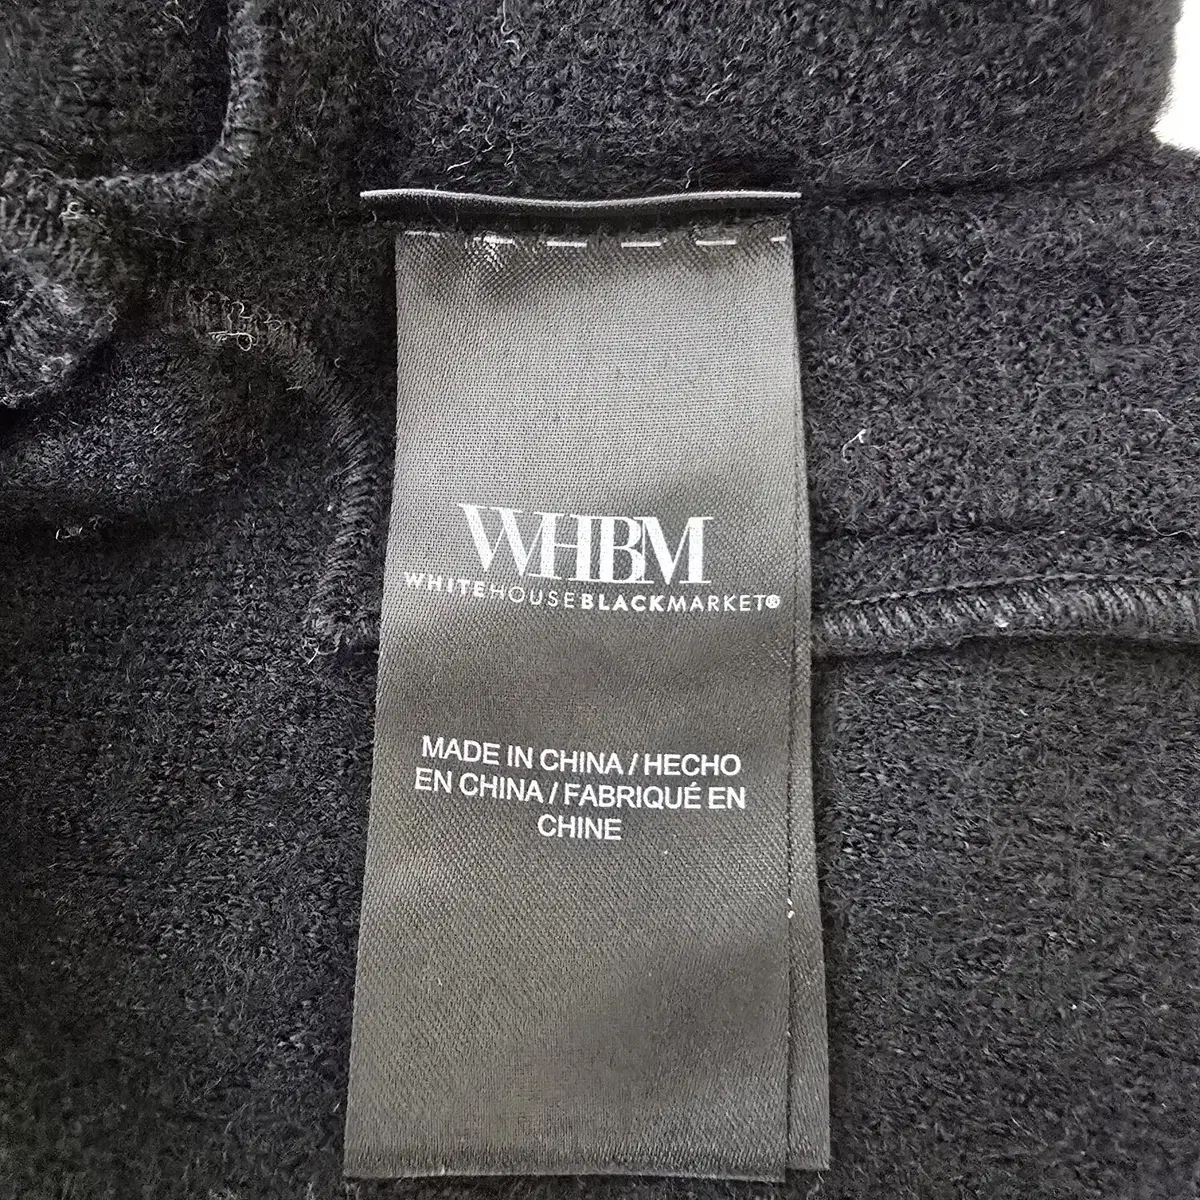 WHBM
WHITEHOUSEBLACKMARKET®
MADE IN CHINA / HECHO
EN CHINA / FABRIQUÉ EN
CHINE